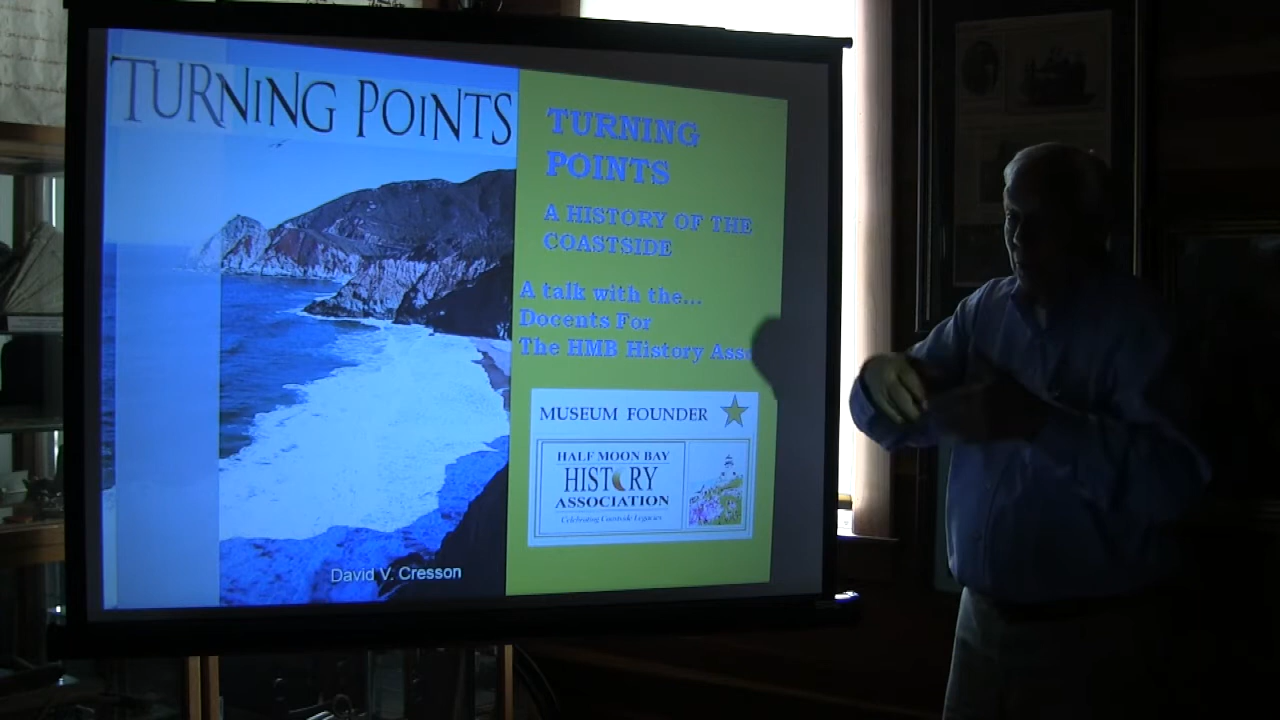 TURNING POINTS
David V. Cresson
TURNING
POINTS
A HISTORY OF THE
COASTSIDE
A talk with the...
Docents For
The HMB History Asso
MUSEUM FOUNDER
HALF MOON BAY
HISTORY
ASSOCIATION
Celebrating Coastside Legacies